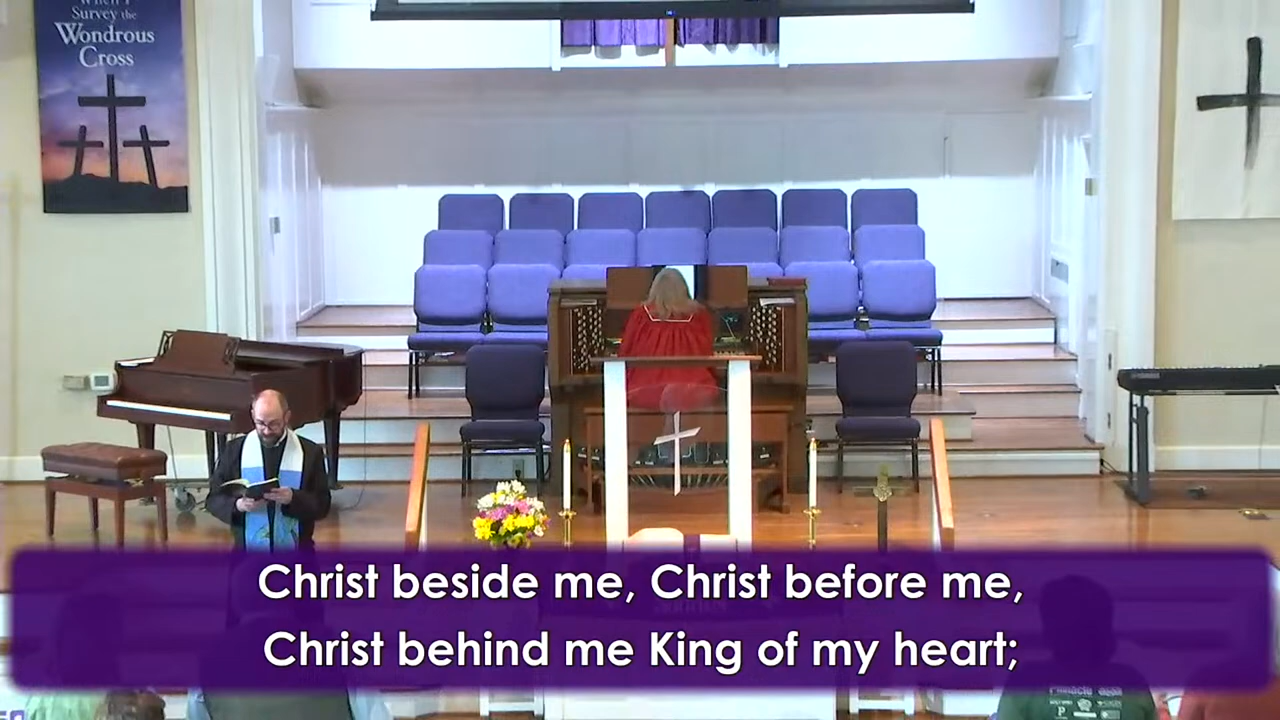 When I
Survey the
Wondrous
Cross
Christ beside me, Christ before me,
Christ behind me King of my heart;